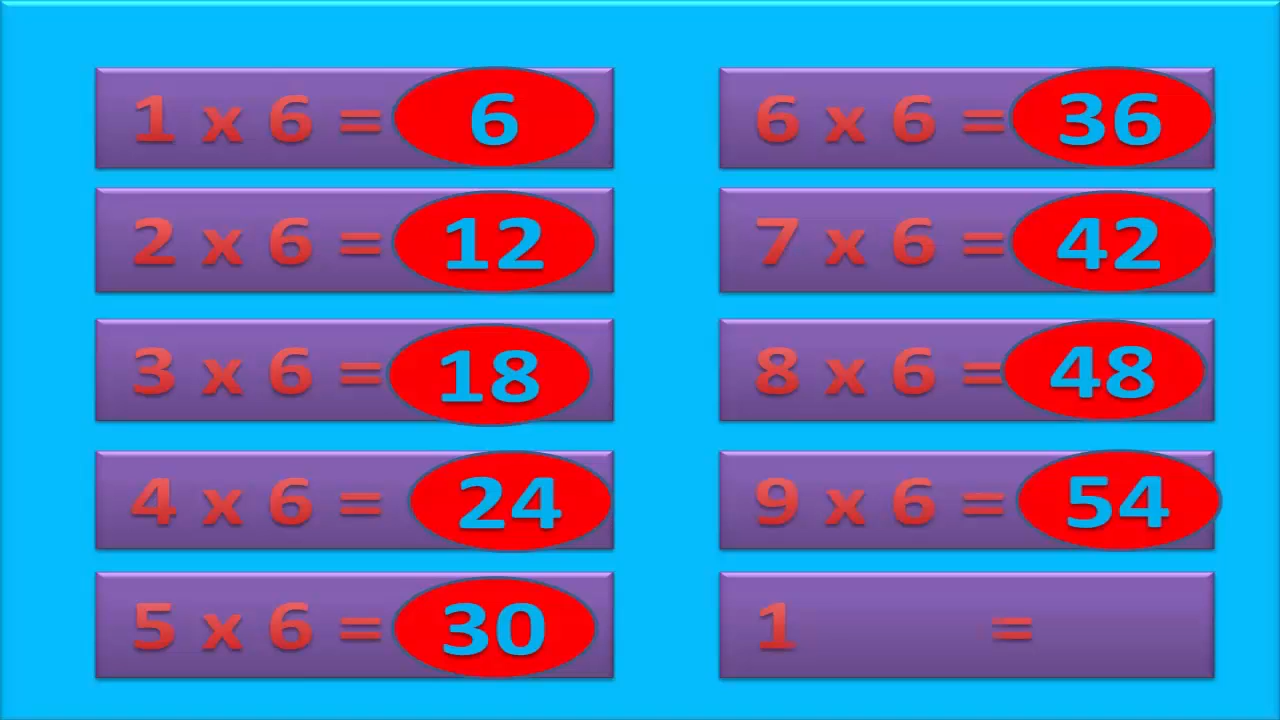 1 x 6 = 6
2 x 6 = 12
3 x 6 = 18
4 x 6 = 24
5 x 6 = 30
6 x 6 = 36
7 x 6 = 42
8 x 6 = 48
9 x 6 = 54
1 =